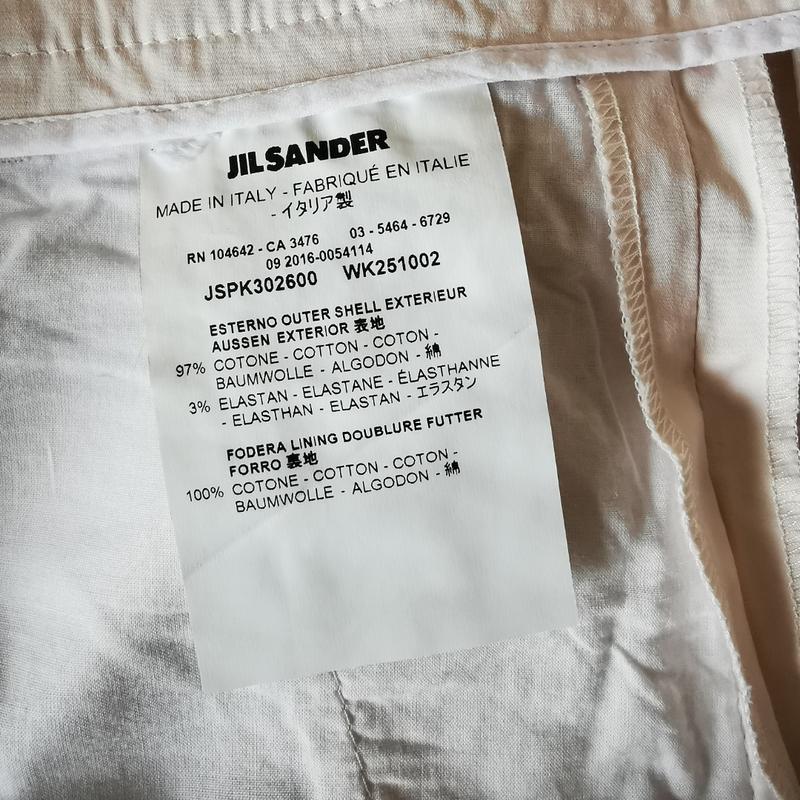 JIL SANDER
MADE IN ITALY - FABRIQUÉ EN ITALIE
- イタリア製
RN 104642 - CA 3476 03 - 5464 - 6729
09 2016-0054114
JSPK302600 WK251002
ESTERNO OUTER SHELL EXTERIEUR
AUSSEN EXTERIOR 表地
97% COTONE - COTTON - COTON -
BAUMWOLLE - ALGODON - 綿
3% ELASTAN - ELASTANE - ÉLASTHANNE
- ELASTHAN - ELASTAN - エラスタン
FODERA LINING DOUBLURE FUTTER
FORRO 裏地
100% COTONE - COTTON - COTON -
BAUMWOLLE - ALGODON - 綿